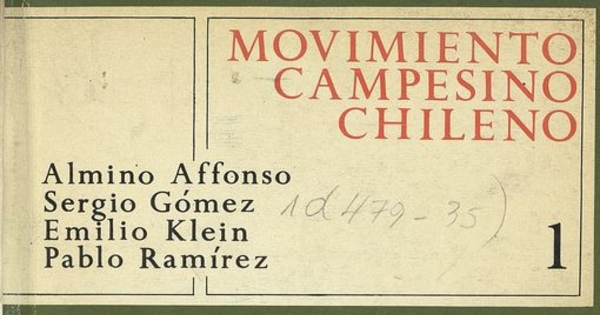 MOVIMIENTO
CAMPESINO
CHILENO
Almino Affonso
Sergio Gómez
Emilio Klein
Pablo Ramírez
1d 479-35)
1